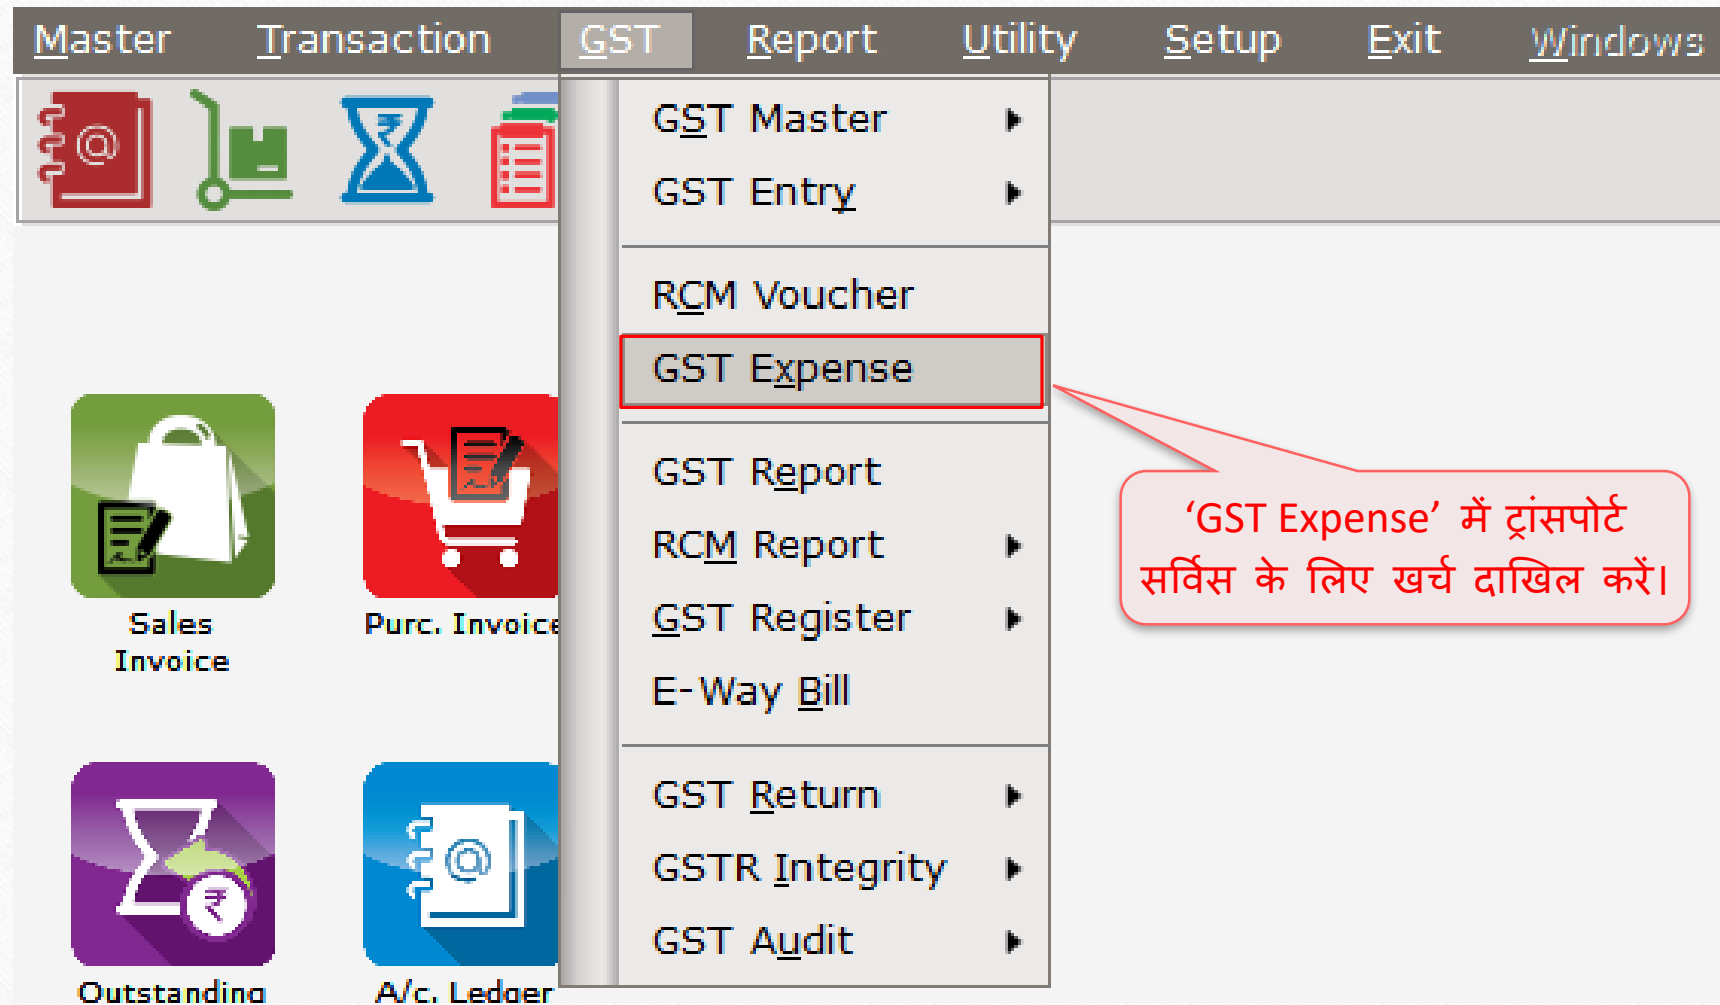 Master Transaction GST Report Utility Setup Exit Windows
GST Master
GST Entry
RCM Voucher
GST Expense
GST Report
RCM Report
GST Register
E-Way Bill
GST Return
GSTR Integrity
GST Audit
‘GST Expense’ में ट्रांसपोर्ट
सर्विस के लिए खर्च दाखिल करें।
Sales
Invoice
Purc. Invoice
Outstanding
A/c. Ledger